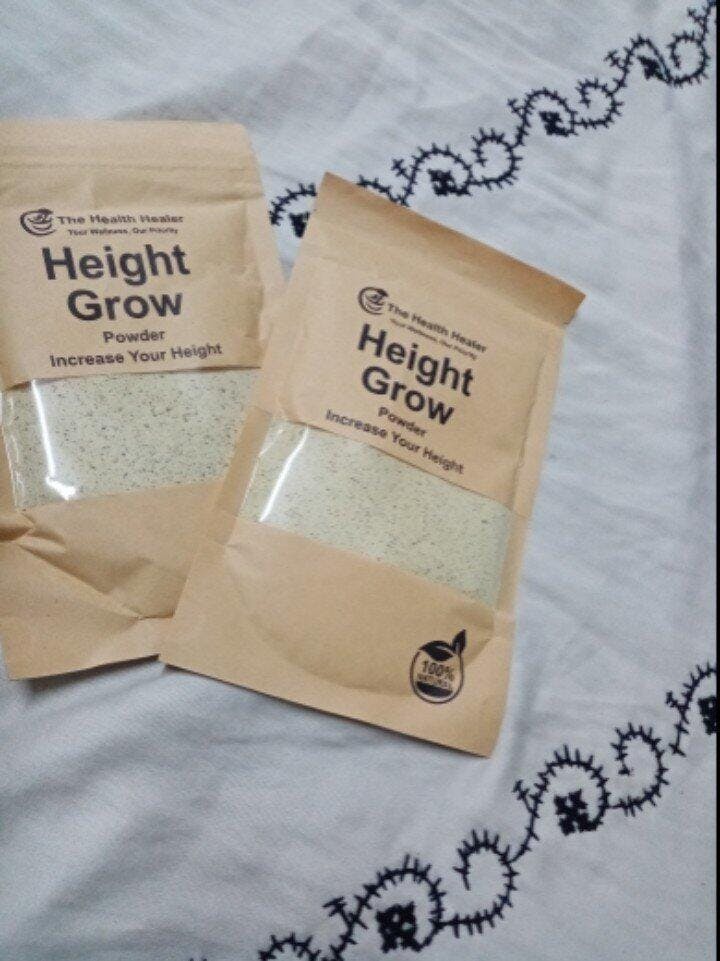 The Health Healer
Your Wellness, Our Priority
Height
Grow
Powder
Increase Your Height
The Health Healer
Your Wellness, Our Priority
Height
Grow
Powder
Increase Your Height
100%
NATURAL